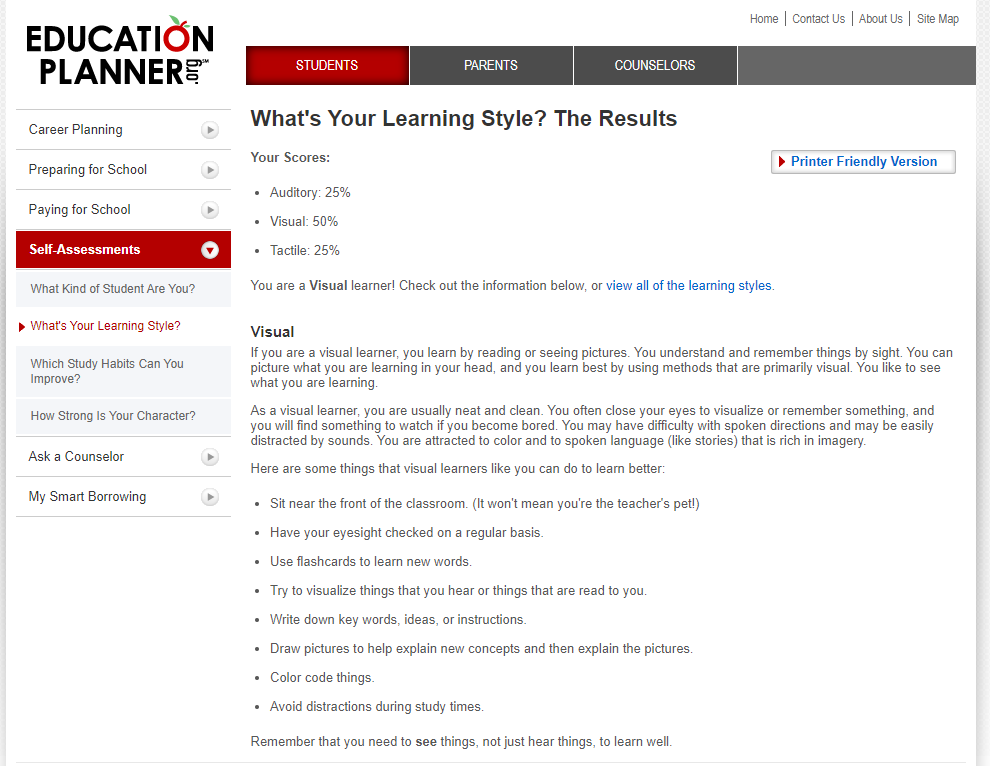 EDUCATION
PLANNER.org
SM
Home
Contact Us
About Us
Site Map
STUDENTS
PARENTS
COUNSELORS
Career Planning
Preparing for School
Paying for School
Self-Assessments
What Kind of Student Are You?
What's Your Learning Style?
Which Study Habits Can You
Improve?
How Strong Is Your Character?
Ask a Counselor
My Smart Borrowing
What's Your Learning Style? The Results
Your Scores:
Printer Friendly Version
• Auditory: 25%
• Visual: 50%
• Tactile: 25%
You are a Visual learner! Check out the information below, or view all of the learning styles.
Visual
If you are a visual learner, you learn by reading or seeing pictures. You understand and remember things by sight. You can
picture what you are learning in your head, and you learn best by using methods that are primarily visual. You like to see
what you are learning.
As a visual learner, you are usually neat and clean. You often close your eyes to visualize or remember something, and
you will find something to watch if you become bored. You may have difficulty with spoken directions and may be easily
distracted by sounds. You are attracted to color and to spoken language (like stories) that is rich in imagery.
Here are some things that visual learners like you can do to learn better:
• Sit near the front of the classroom. (It won't mean you're the teacher's pet!)
• Have your eyesight checked on a regular basis.
• Use flashcards to learn new words.
• Try to visualize things that you hear or things that are read to you.
• Write down key words, ideas, or instructions.
• Draw pictures to help explain new concepts and then explain the pictures.
• Color code things.
• Avoid distractions during study times.
Remember that you need to see things, not just hear things, to learn well.